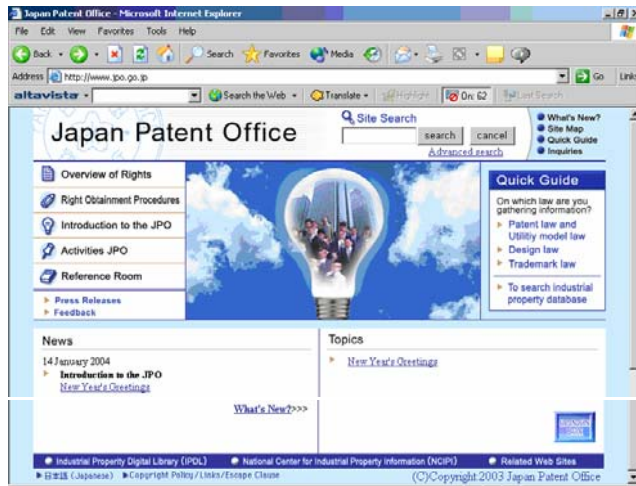 Japan Patent Office - Microsoft Internet Explorer
File Edit View Favorites Tools Help
Back Search Favorites Media
Address http://www.jpo.go.jp Go Links
altavista Search the Web Translate Highlight On: 62
Japan Patent Office
Site Search
search cancel
Advanced search
What's New?
Site Map
Quick Guide
Inquiries
Overview of Rights
Right Obtainment Procedures
Introduction to the JPO
Activities JPO
Reference Room
Press Releases
Feedback
Quick Guide
On which law are you
gathering information?
Patent law and
Utilitiy model law
Design law
Trademark law
To search industrial
property database
News
14 January 2004
Introduction to the JPO
New Year's Greetings
What's New?>>>
Topics
New Year's Greetings
Industrial Property Digital Library (IPDL) National Center for Industrial Property Information (NCIPI) Related Web Sites
日本語 (Japanese) Copyright Policy/Links/Escape Clause (C)Copyright 2003 Japan Patent Office